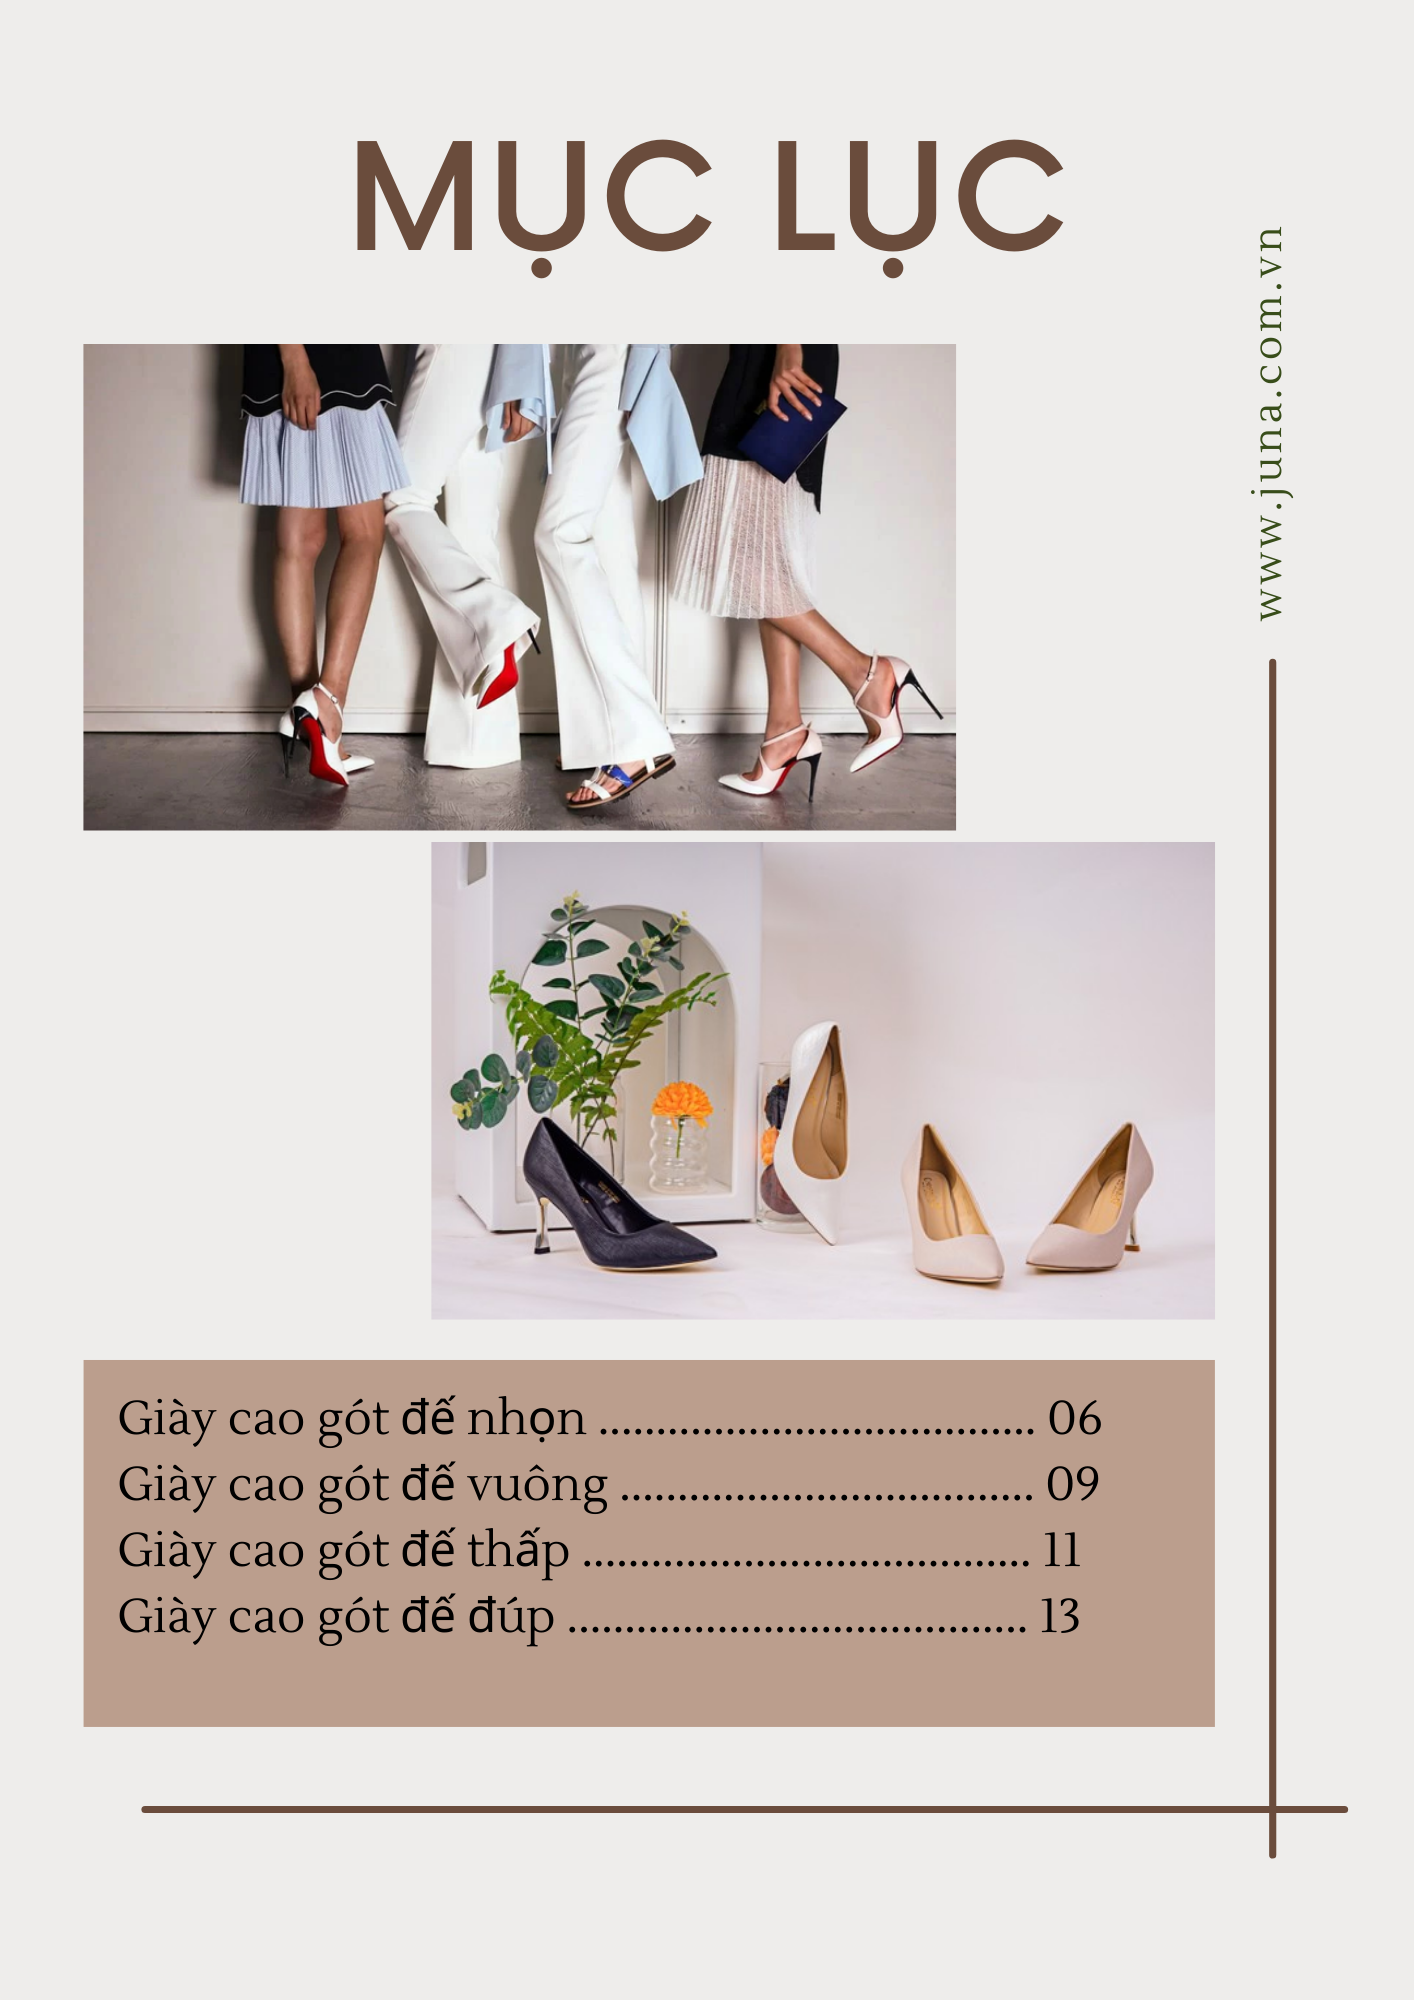 MỤC LỤC
www.juna.com.vn
Giày cao gót đế nhọn ...................................... 06
Giày cao gót đế vuông .................................... 09
Giày cao gót đế thấp ....................................... 11
Giày cao gót đế đúp ........................................ 13